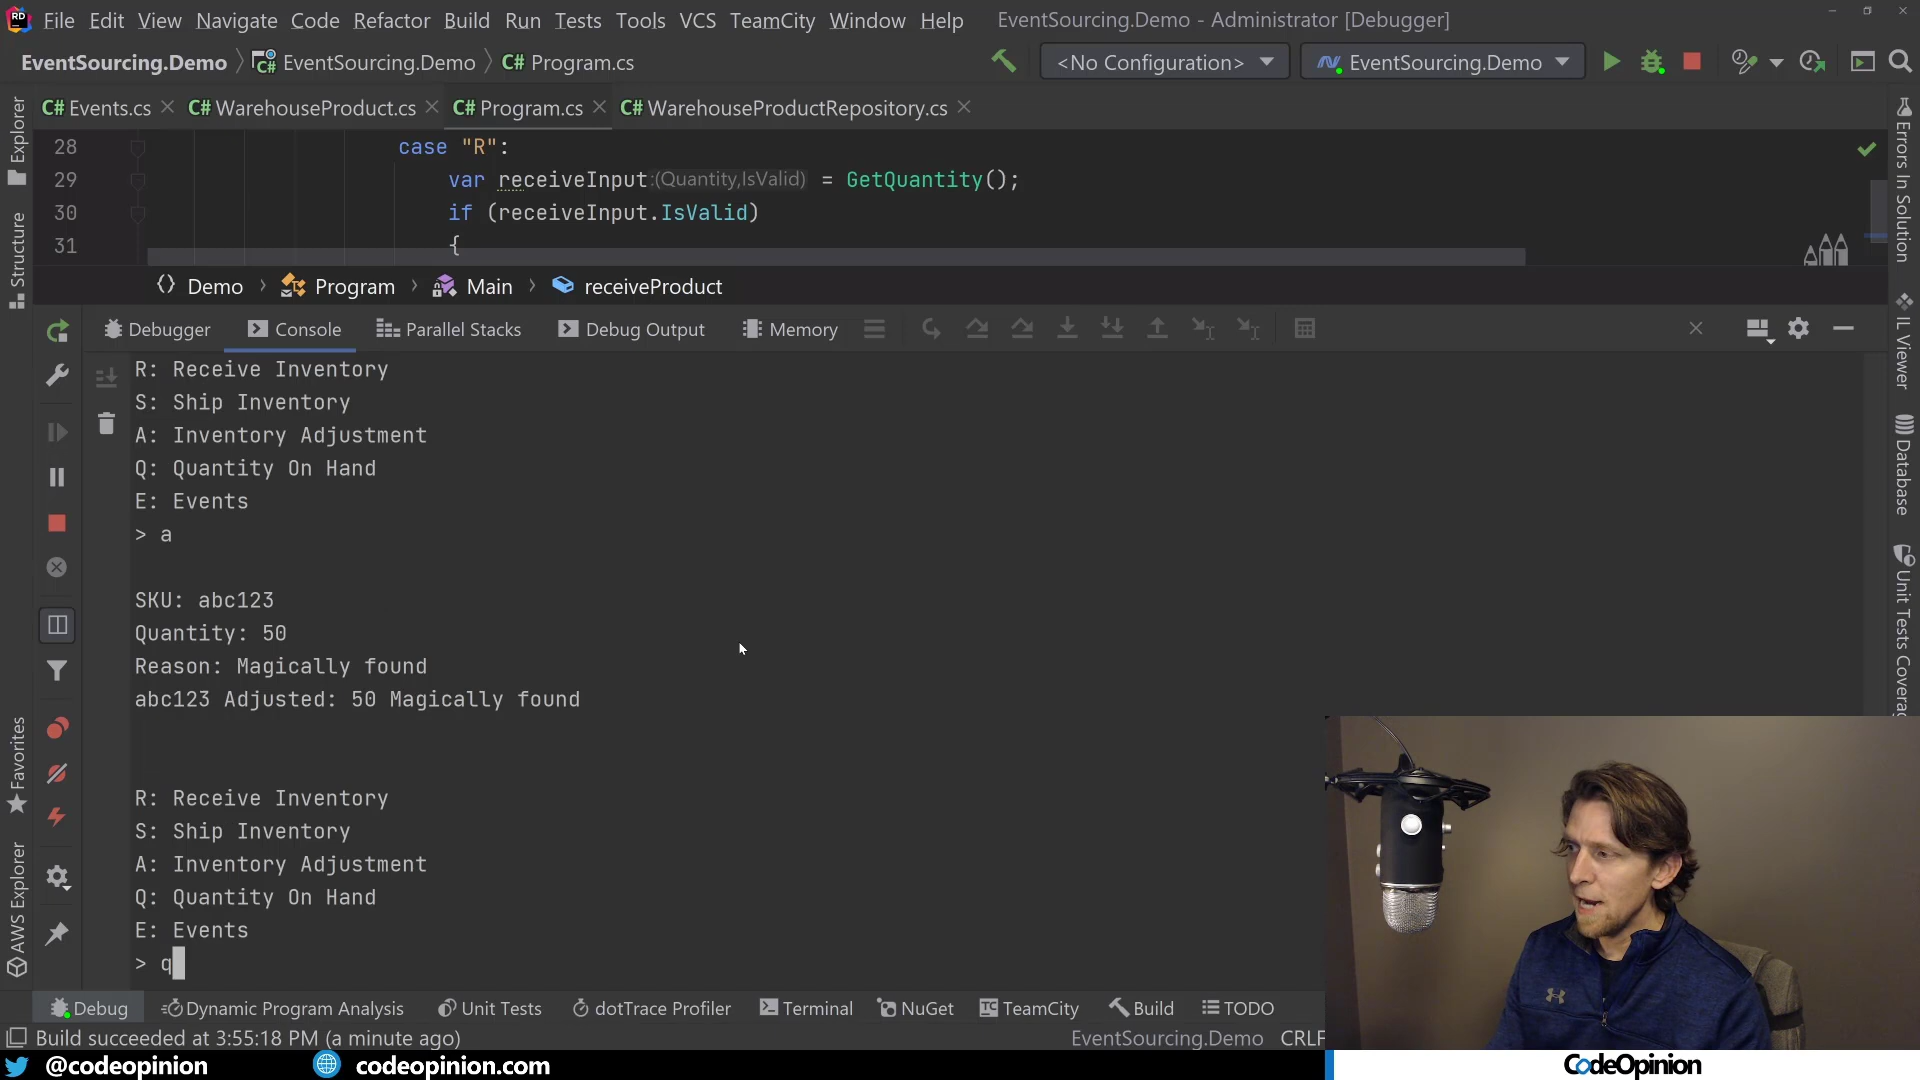 File Edit View Navigate Code Refactor Build Run Tests Tools VCS TeamCity Window Help EventSourcing.Demo - Administrator [Debugger]
EventSourcing.Demo EventSourcing.Demo C# Program.cs <No Configuration> EventSourcing.Demo
C# Events.cs C# WarehouseProduct.cs C# Program.cs C# WarehouseProductRepository.cs
28 case "R":
29 var receiveInput :(Quantity,IsValid) = GetQuantity();
30 if (receiveInput.IsValid)
31 {
Demo Program Main receiveProduct
Debugger Console Parallel Stacks Debug Output Memory
R: Receive Inventory
S: Ship Inventory
A: Inventory Adjustment
Q: Quantity On Hand
E: Events
> a
SKU: abc123
Quantity: 50
Reason: Magically found
abc123 Adjusted: 50 Magically found
R: Receive Inventory
S: Ship Inventory
A: Inventory Adjustment
Q: Quantity On Hand
E: Events
> q
Explorer
Structure
Favorites
AWS Explorer
Errors In Solution
IL Viewer
Database
Unit Tests Coverag
Debug Dynamic Program Analysis Unit Tests dotTrace Profiler Terminal NuGet TeamCity Build TODO
Build succeeded at 3:55:18 PM (a minute ago) EventSourcing.Demo CRLF
@codeopinion codeopinion.com CodeOpinion